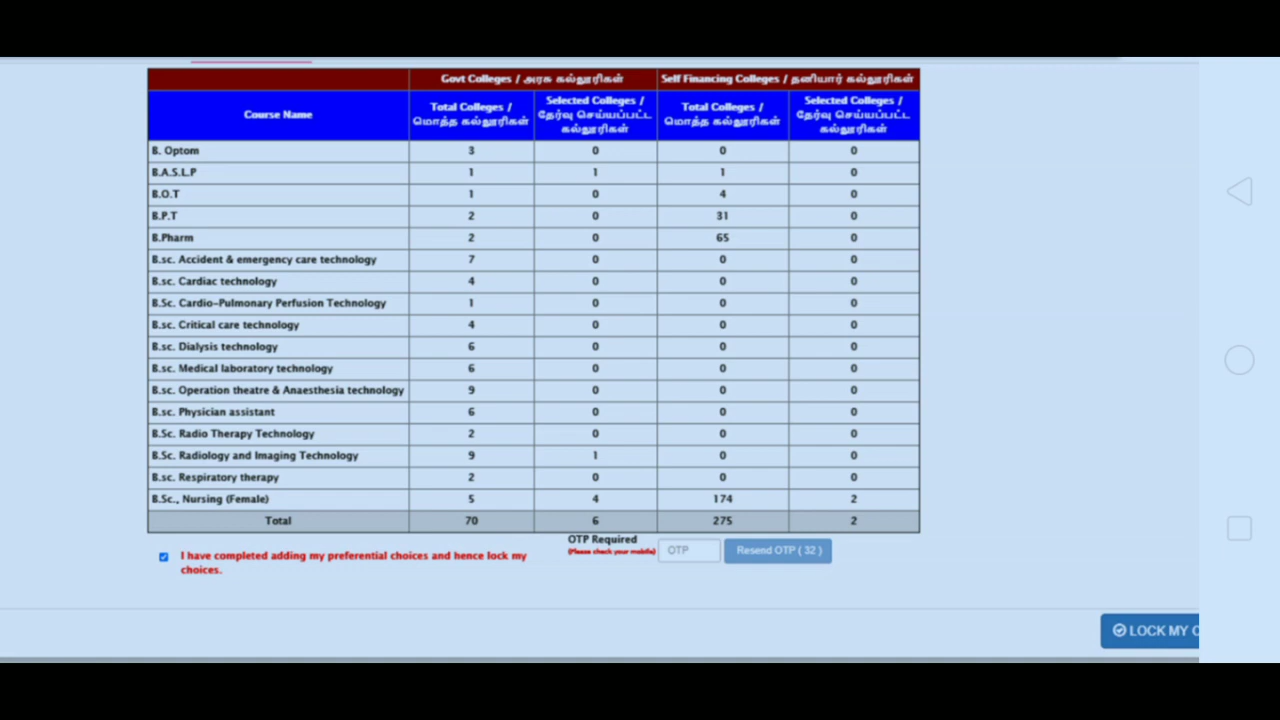 Govt Colleges / அரசு கல்லூரிகள் Self Financing Colleges / தனியார் கல்லூரிகள்
Course Name Total Colleges / மொத்த கல்லூரிகள் Selected Colleges / தேர்வு செய்யப்பட்ட கல்லூரிகள் Total Colleges / மொத்த கல்லூரிகள் Selected Colleges / தேர்வு செய்யப்பட்ட கல்லூரிகள்
B. Optom 3 0 0 0
B.A.S.L.P 1 1 1 0
B.O.T 1 0 4 0
B.P.T 2 0 31 0
B.Pharm 2 0 65 0
B.sc. Accident & emergency care technology 7 0 0 0
B.sc. Cardiac technology 4 0 0 0
B.Sc. Cardio-Pulmonary Perfusion Technology 1 0 0 0
B.sc. Critical care technology 4 0 0 0
B.sc. Dialysis technology 6 0 0 0
B.sc. Medical laboratory technology 6 0 0 0
B.sc. Operation theatre & Anaesthesia technology 9 0 0 0
B.sc. Physician assistant 6 0 0 0
B.Sc. Radio Therapy Technology 2 0 0 0
B.Sc. Radiology and Imaging Technology 9 1 0 0
B.sc. Respiratory therapy 2 0 0 0
B.Sc., Nursing (Female) 5 4 174 2
Total 70 6 275 2
I have completed adding my preferential choices and hence lock my
choices.
OTP Required
(Please check your mobile)
OTP
Resend OTP ( 32 )
LOCK MY C